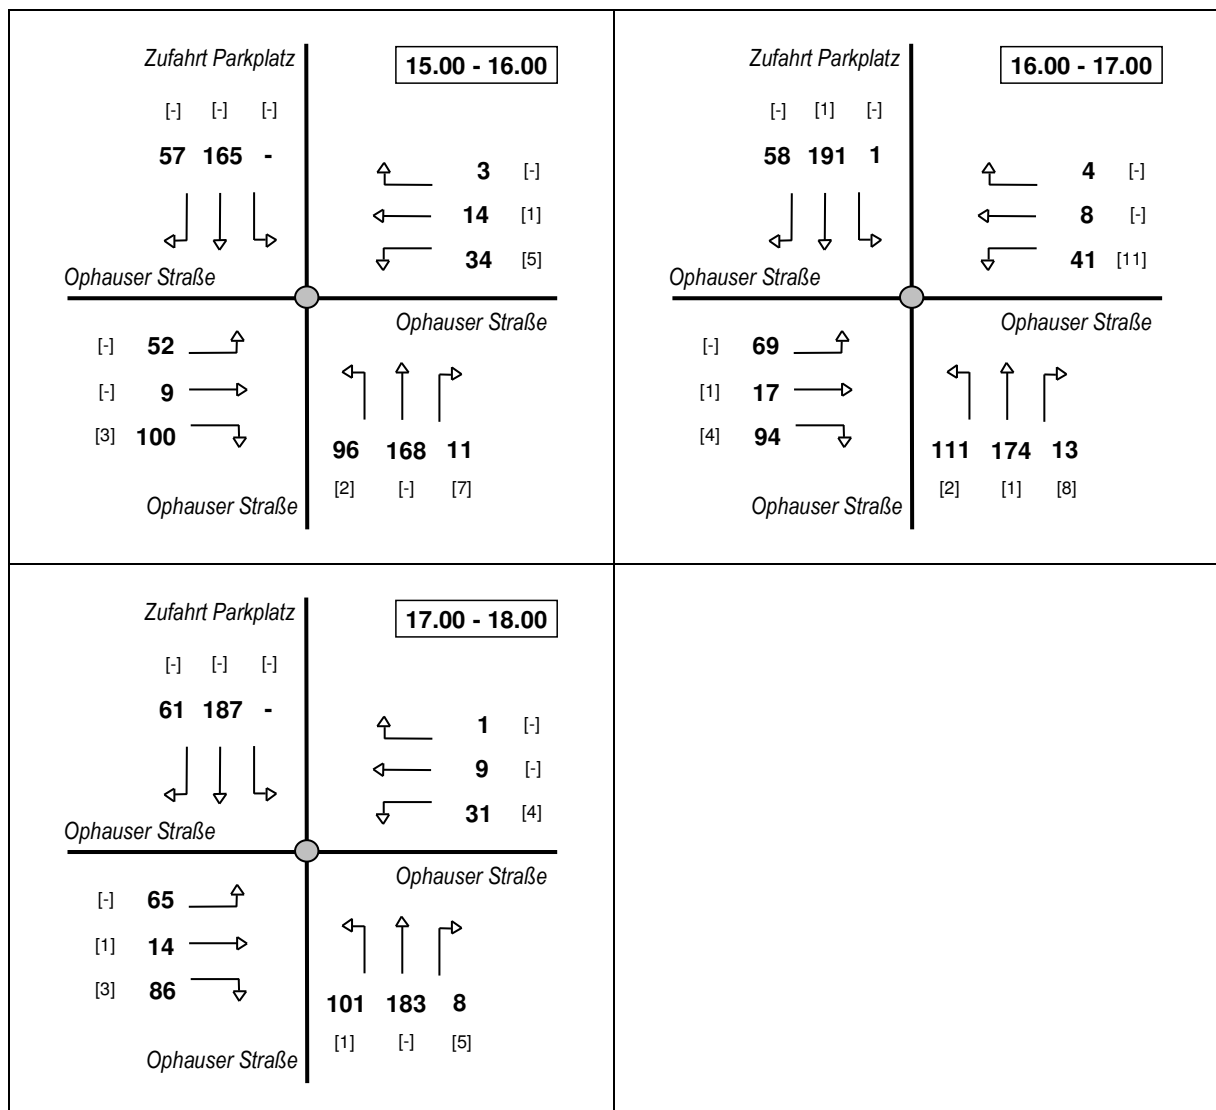 Zufahrt Parkplatz 15.00 - 16.00
[-] [-] [-]
57 165 -
3 [-]
14 [1]
34 [5]
Ophauser Straße
Ophauser Straße
[-] 52
[-] 9
[3] 100
96 168 11
[2] [-] [7]
Ophauser Straße
Zufahrt Parkplatz 16.00 - 17.00
[-] [1] [-]
58 191 1
4 [-]
8 [-]
41 [11]
Ophauser Straße
Ophauser Straße
[-] 69
[1] 17
[4] 94
111 174 13
[2] [1] [8]
Ophauser Straße
Zufahrt Parkplatz 17.00 - 18.00
[-] [-] [-]
61 187 -
1 [-]
9 [-]
31 [4]
Ophauser Straße
Ophauser Straße
[-] 65
[1] 14
[3] 86
101 183 8
[1] [-] [5]
Ophauser Straße